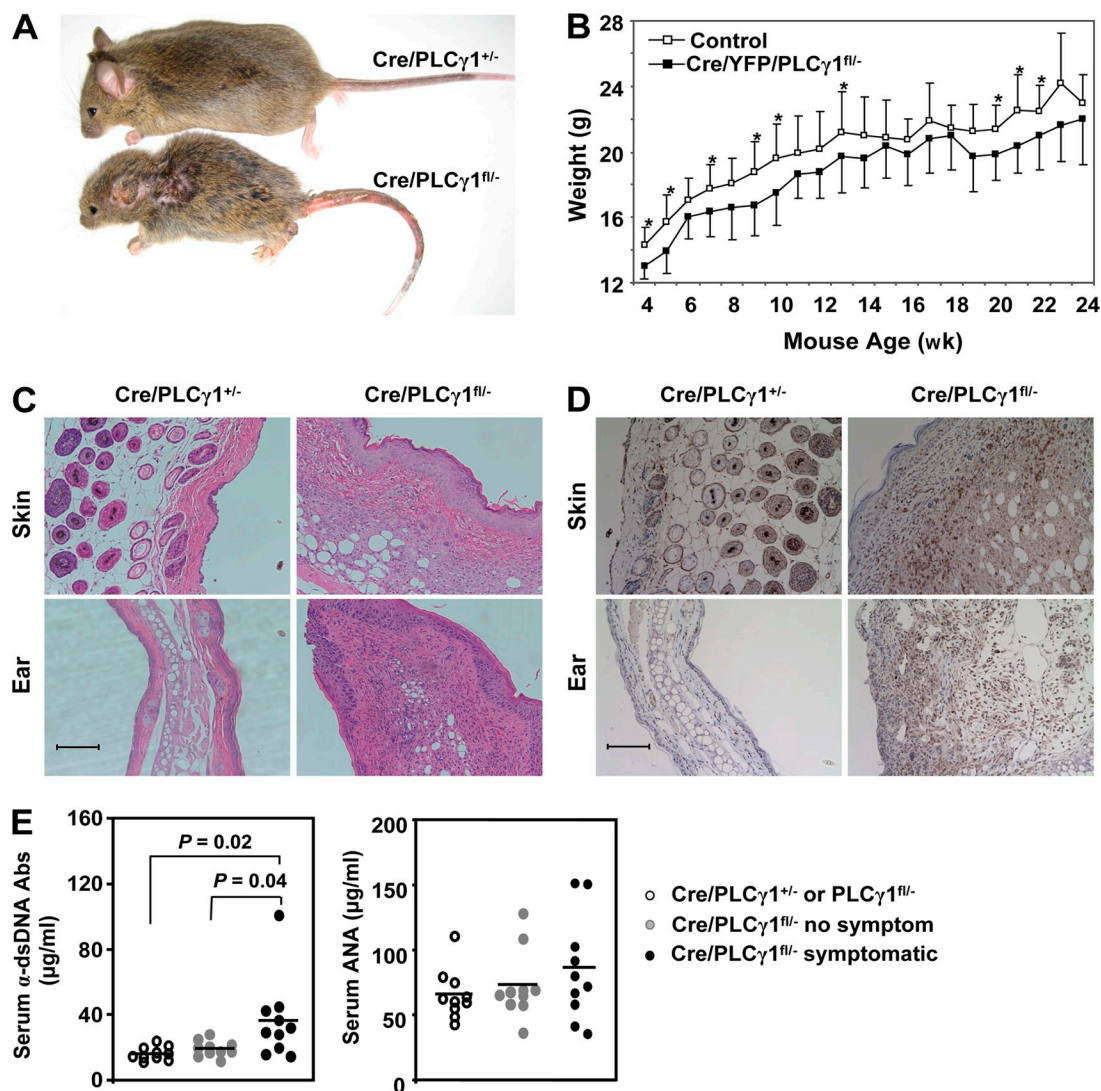 A
Cre/PLCγ1+/-
Cre/PLCγ1fl/-
B
Control
Cre/YFP/PLCγ1fl/-
Weight (g)
28
24
20
16
12
* * * * * * * * *
4 6 8 10 12 14 16 18 20 22 24
Mouse Age (wk)
C
Cre/PLCγ1+/-
Cre/PLCγ1fl/-
Skin
Ear
D
Cre/PLCγ1+/-
Cre/PLCγ1fl/-
Skin
Ear
E
Serum α-dsDNA Abs
(µg/ml)
160
120
80
40
0
P = 0.02
P = 0.04
Serum ANA (µg/ml)
200
150
100
50
0
Cre/PLCγ1+/- or PLCγ1fl/-
Cre/PLCγ1fl/- no symptom
Cre/PLCγ1fl/- symptomatic